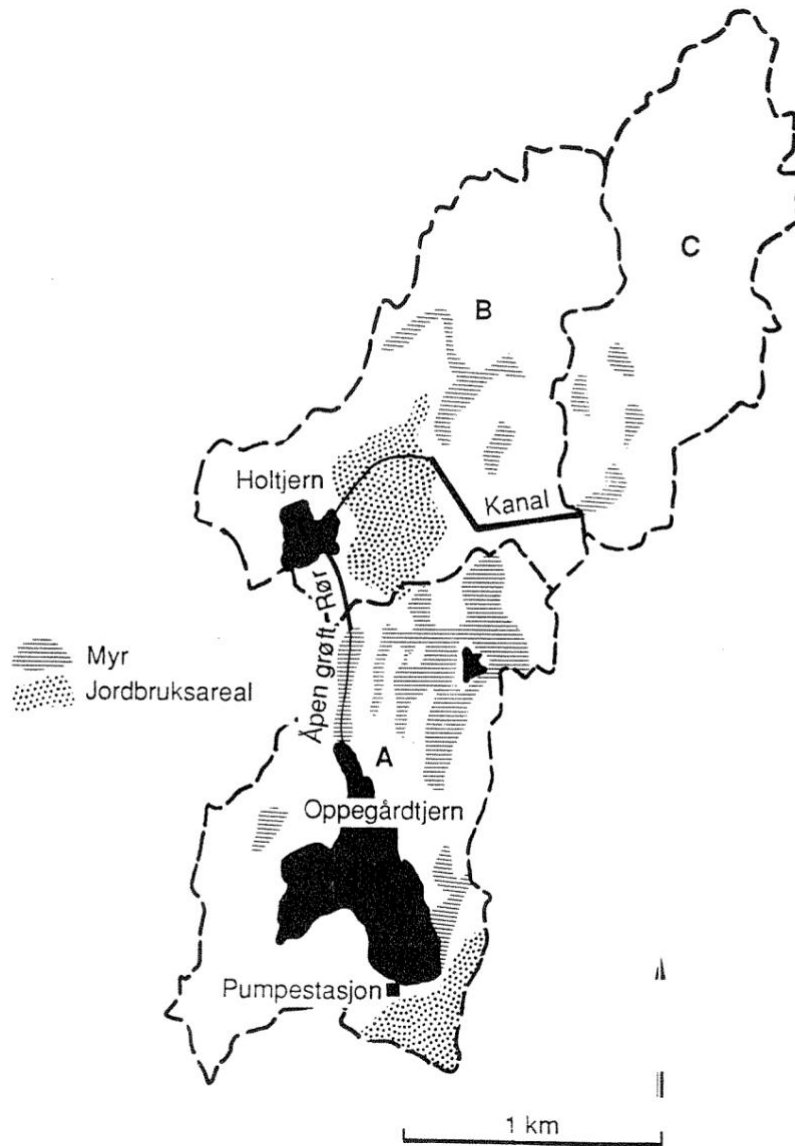 C
B
Holtjern
Kanal
Åpen grøft-Rør
Myr
Jordbruksareal
A
Oppegårdtjern
Pumpestasjon
1 km